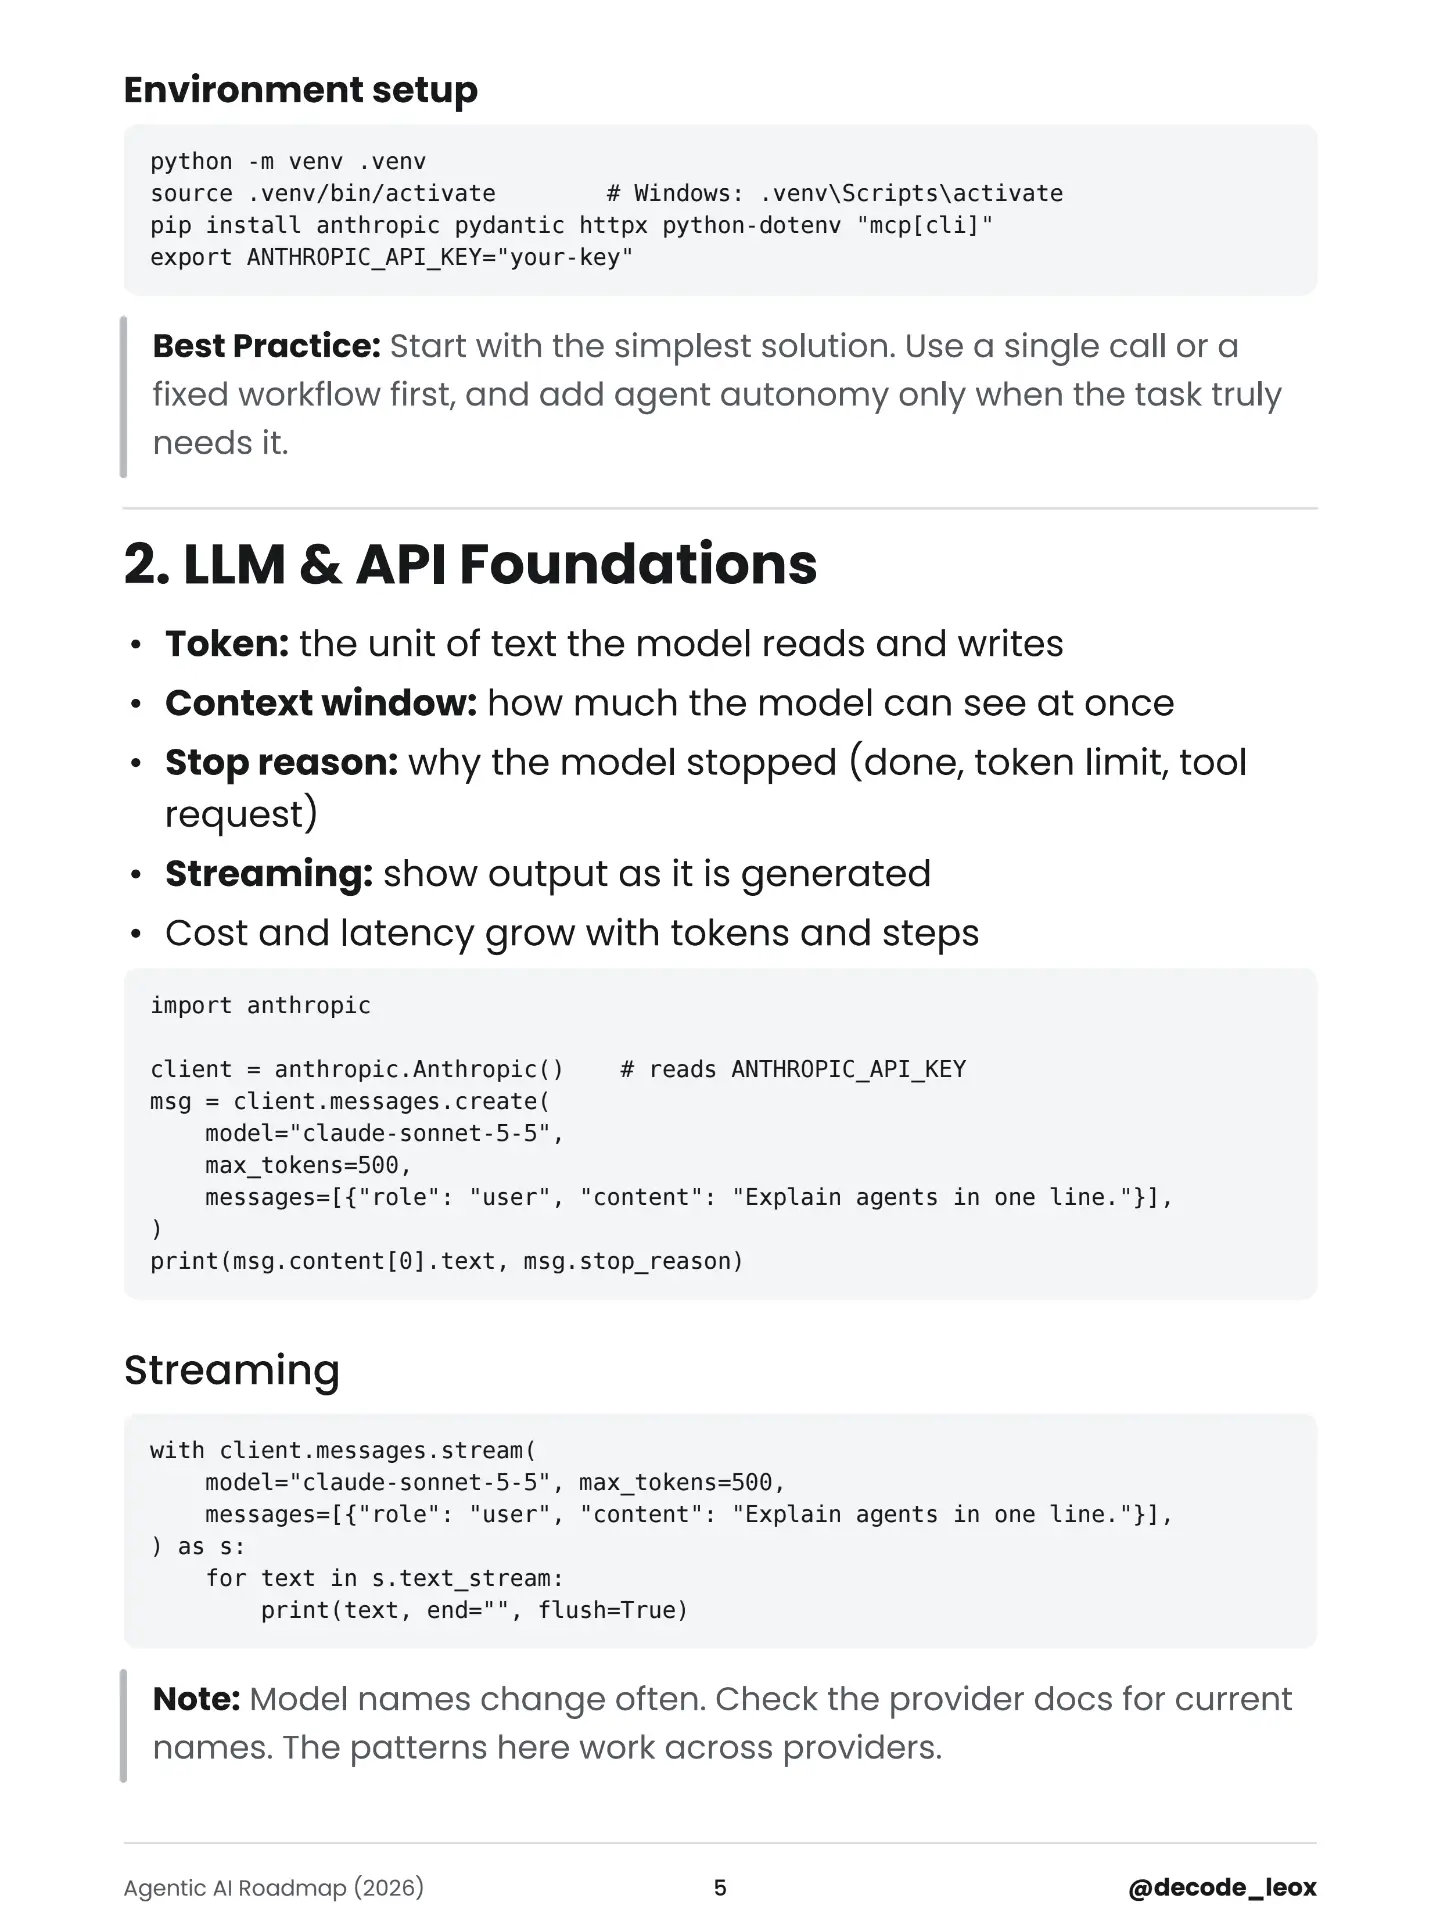 Environment setup
python -m venv .venv
source .venv/bin/activate        # Windows: .venv\Scripts\activate
pip install anthropic pydantic httpx python-dotenv "mcp[cli]"
export ANTHROPIC_API_KEY="your-key"
Best Practice: Start with the simplest solution. Use a single call or a
fixed workflow first, and add agent autonomy only when the task truly
needs it.
2. LLM & API Foundations
• Token: the unit of text the model reads and writes
• Context window: how much the model can see at once
• Stop reason: why the model stopped (done, token limit, tool
request)
• Streaming: show output as it is generated
• Cost and latency grow with tokens and steps
import anthropic
client = anthropic.Anthropic()    # reads ANTHROPIC_API_KEY
msg = client.messages.create(
    model="claude-sonnet-5-5",
    max_tokens=500,
    messages=[{"role": "user", "content": "Explain agents in one line."}],
)
print(msg.content[0].text, msg.stop_reason)
Streaming
with client.messages.stream(
    model="claude-sonnet-5-5", max_tokens=500,
    messages=[{"role": "user", "content": "Explain agents in one line."}],
) as s:
    for text in s.text_stream:
        print(text, end="", flush=True)
Note: Model names change often. Check the provider docs for current
names. The patterns here work across providers.
Agentic AI Roadmap (2026)
5
@decode_leox